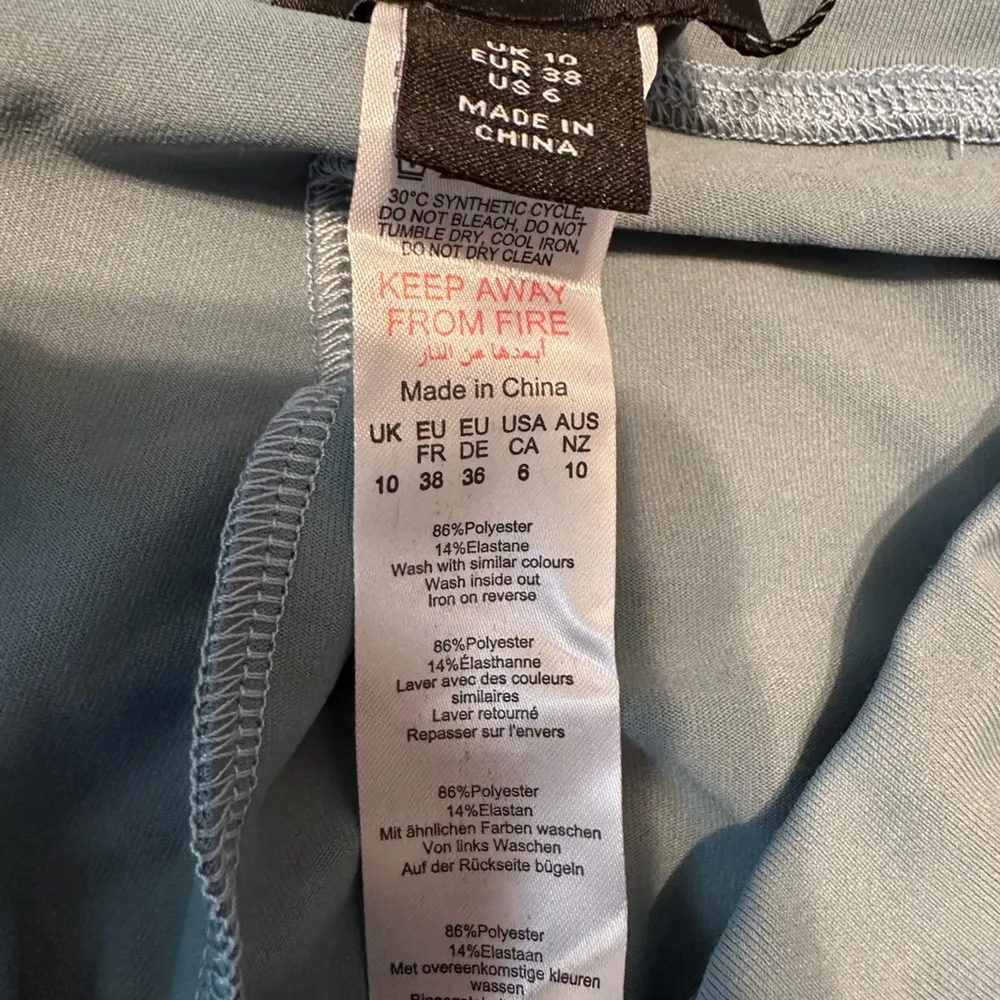 UK 10
EUR 38
US 6
MADE IN
CHINA
30°C SYNTHETIC CYCLE,
DO NOT BLEACH, DO NOT
TUMBLE DRY, COOL IRON,
DO NOT DRY CLEAN
KEEP AWAY
FROM FIRE
أبعدها عن النار
Made in China
UK EU EU USA AUS
FR DE CA NZ
10 38 36 6 10
86%Polyester
14%Elastane
Wash with similar colours
Wash inside out
Iron on reverse
86%Polyester
14%Élasthanne
Laver avec des couleurs
similaires
Laver retourné
Repasser sur l'envers
86%Polyester
14%Elastan
Mit ähnlichen Farben waschen
Von links Waschen
Auf der Rückseite bügeln
86%Polyester
14%Elastaan
Met overeenkomstige kleuren
wassen